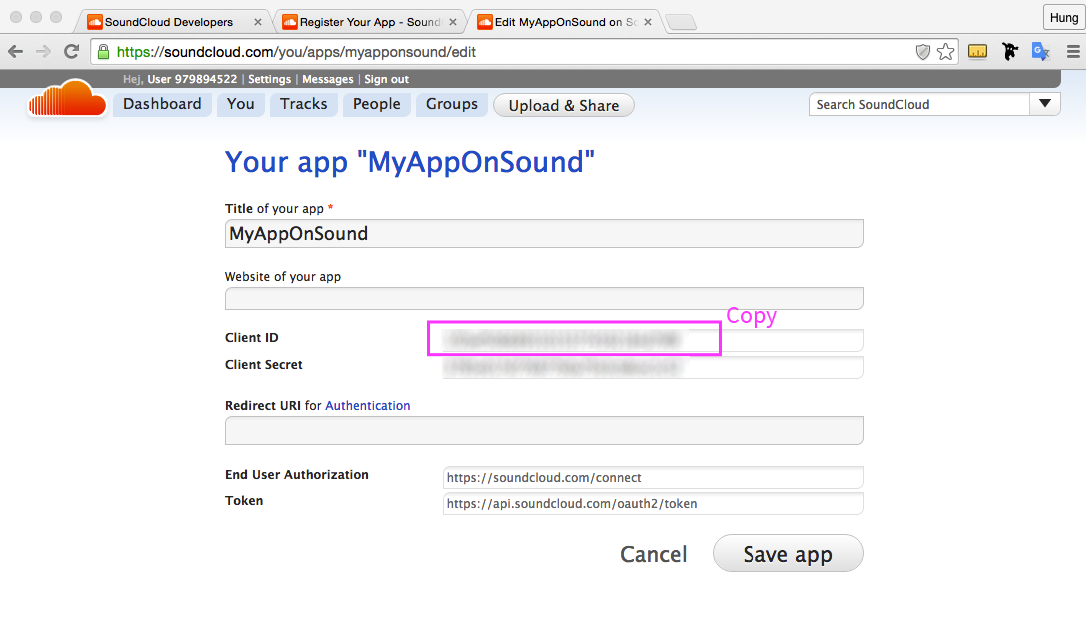 SoundCloud Developers
Register Your App - Sound
Edit MyAppOnSound on So
Hung
https://soundcloud.com/you/apps/myapponsound/edit
Hej, User 979894522 | Settings | Messages | Sign out
Dashboard You Tracks People Groups Upload & Share Search SoundCloud
Your app "MyAppOnSound"
Title of your app *
MyAppOnSound
Website of your app
Copy
Client ID
Client Secret
Redirect URI for Authentication
End User Authorization https://soundcloud.com/connect
Token https://api.soundcloud.com/oauth2/token
Cancel Save app